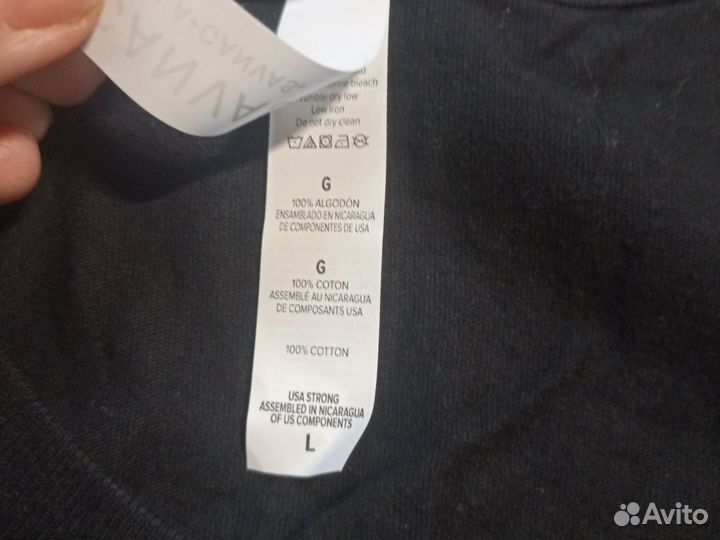 bleach
Tumble dry low
Low iron
Do not dry clean
G
100% ALGODÓN
ENSAMBLADO EN NICARAGUA
DE COMPONENTES DE USA
G
100% COTON
ASSEMBLÉ AU NICARAGUA
DE COMPOSANTS USA
100% COTTON
USA STRONG
ASSEMBLED IN NICARAGUA
OF US COMPONENTS
L
Avito